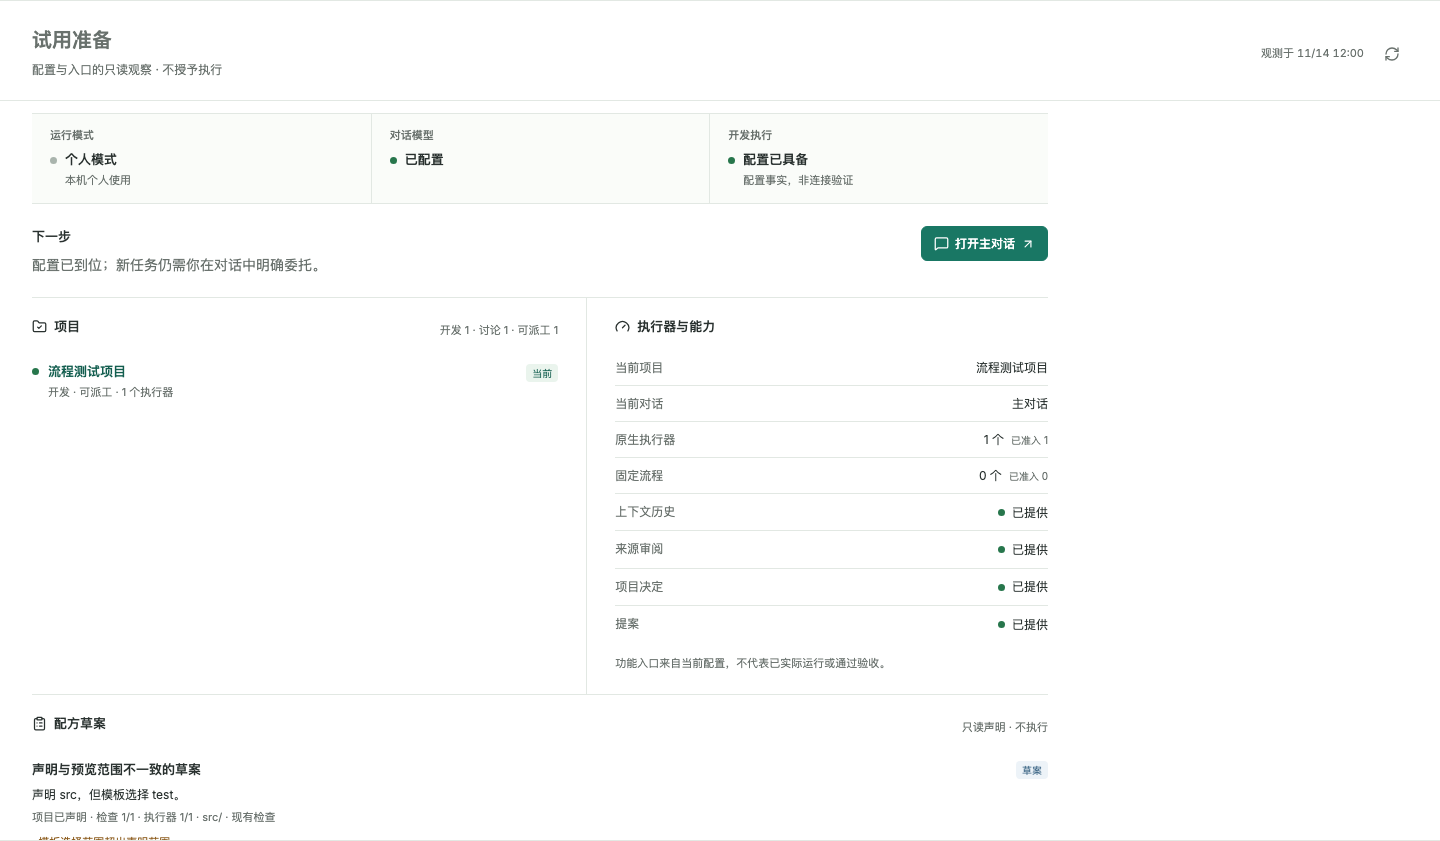 试用准备
配置与入口的只读观察 · 不授予执行
观测于 11/14 12:00
运行模式
个人模式
本机个人使用
对话模型
已配置
开发执行
配置已具备
配置事实，非连接验证
下一步
配置已到位；新任务仍需你在对话中明确委托。
打开主对话
项目
开发 1 · 讨论 1 · 可派工 1
流程测试项目
当前
开发 · 可派工 · 1 个执行器
执行器与能力
当前项目 流程测试项目
当前对话 主对话
原生执行器 1 个 已准入 1
固定流程 0 个 已准入 0
上下文历史 已提供
来源审阅 已提供
项目决定 已提供
提案 已提供
功能入口来自当前配置，不代表已实际运行或通过验收。
配方草案
只读声明 · 不执行
声明与预览范围不一致的草案
草案
声明 src，但模板选择 test。
项目已声明 · 检查 1/1 · 执行器 1/1 · src/ · 现有检查